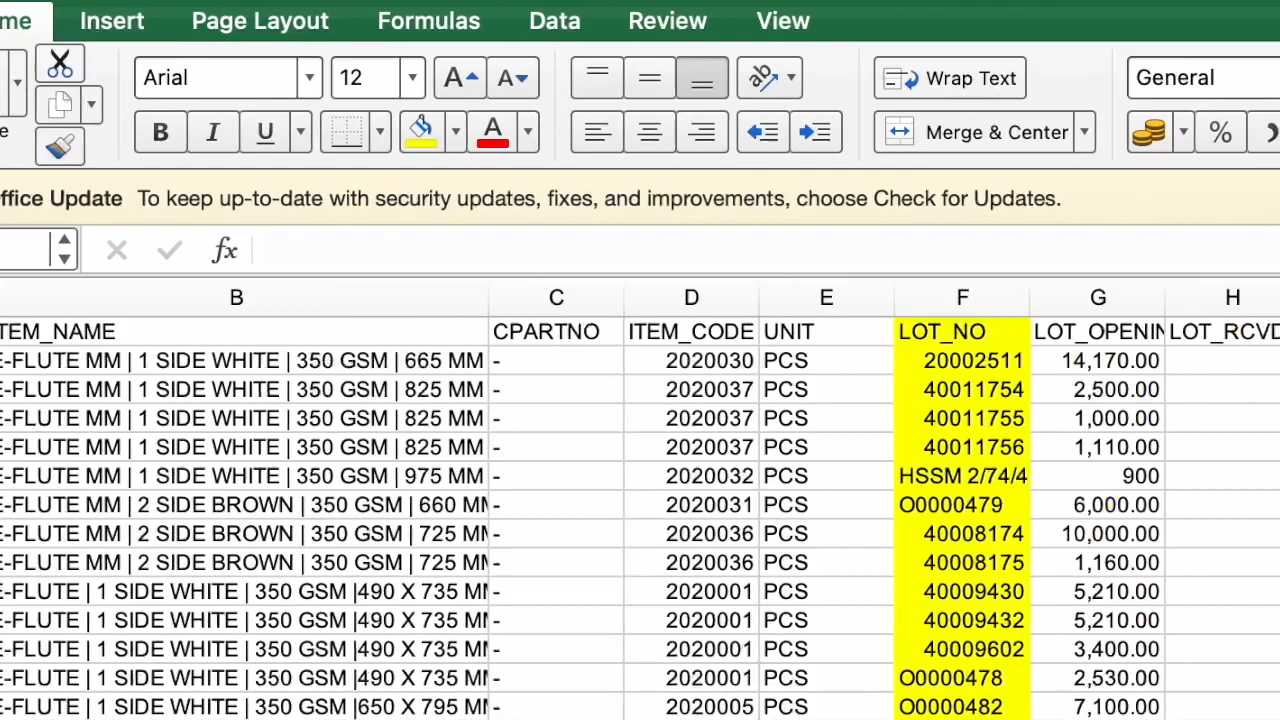 me Insert Page Layout Formulas Data Review View
Arial 12 A A Wrap Text General
e B I U A Merge & Center %
ffice Update To keep up-to-date with security updates, fixes, and improvements, choose Check for Updates.
fx
B C D E F G H
TEM_NAME CPARTNO ITEM_CODE UNIT LOT_NO LOT_OPENIN LOT_RCVD
E-FLUTE MM | 1 SIDE WHITE | 350 GSM | 665 MM - 2020030 PCS 20002511 14,170.00
E-FLUTE MM | 1 SIDE WHITE | 350 GSM | 825 MM - 2020037 PCS 40011754 2,500.00
E-FLUTE MM | 1 SIDE WHITE | 350 GSM | 825 MM - 2020037 PCS 40011755 1,000.00
E-FLUTE MM | 1 SIDE WHITE | 350 GSM | 825 MM - 2020037 PCS 40011756 1,110.00
E-FLUTE MM | 1 SIDE WHITE | 350 GSM | 975 MM - 2020032 PCS HSSM 2/74/4 900
E-FLUTE MM | 2 SIDE BROWN | 350 GSM | 660 MM - 2020031 PCS O0000479 6,000.00
E-FLUTE MM | 2 SIDE BROWN | 350 GSM | 725 MM - 2020036 PCS 40008174 10,000.00
E-FLUTE MM | 2 SIDE BROWN | 350 GSM | 725 MM - 2020036 PCS 40008175 1,160.00
E-FLUTE | 1 SIDE WHITE | 350 GSM |490 X 735 MM - 2020001 PCS 40009430 5,210.00
E-FLUTE | 1 SIDE WHITE | 350 GSM |490 X 735 MM - 2020001 PCS 40009432 5,210.00
E-FLUTE | 1 SIDE WHITE | 350 GSM |490 X 735 MM - 2020001 PCS 40009602 3,400.00
E-FLUTE | 1 SIDE WHITE | 350 GSM |490 X 735 MM - 2020001 PCS O0000478 2,530.00
E-FLUTE | 1 SIDE WHITE | 350 GSM |650 X 795 MM - 2020005 PCS O0000482 7,100.00